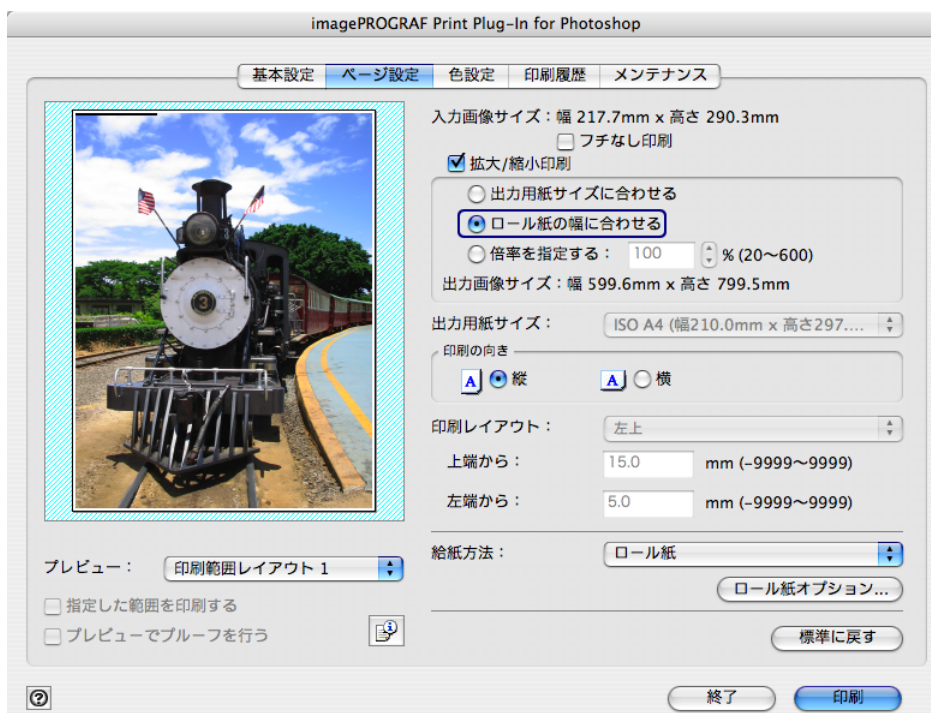 imagePROGRAF Print Plug-In for Photoshop
基本設定 ページ設定 色設定 印刷履歴 メンテナンス
入力画像サイズ：幅 217.7mm x 高さ 290.3mm
フチなし印刷
拡大/縮小印刷
出力用紙サイズに合わせる
ロール紙の幅に合わせる
倍率を指定する： 100 % (20〜600)
出力画像サイズ：幅 599.6mm x 高さ 799.5mm
出力用紙サイズ： ISO A4 (幅210.0mm x 高さ297....
印刷の向き
A 縦 A 横
印刷レイアウト： 左上
上端から： 15.0 mm (-9999〜9999)
左端から： 5.0 mm (-9999〜9999)
給紙方法： ロール紙
ロール紙オプション...
標準に戻す
3
プレビュー： 印刷範囲レイアウト 1
指定した範囲を印刷する
プレビューでプルーフを行う
? 終了 印刷